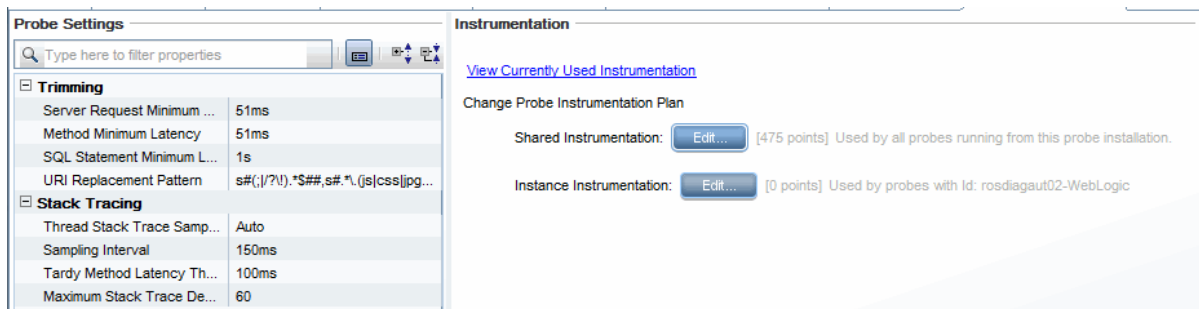 Probe Settings
Type here to filter properties
Trimming
Server Request Minimum ... 51ms
Method Minimum Latency 51ms
SQL Statement Minimum L... 1s
URI Replacement Pattern s#(;|/?\!).*$##,s#.*\.(js|css|jpg...
Stack Tracing
Thread Stack Trace Samp... Auto
Sampling Interval 150ms
Tardy Method Latency Th... 100ms
Maximum Stack Trace De... 60
Instrumentation
View Currently Used Instrumentation
Change Probe Instrumentation Plan
Shared Instrumentation: Edit... [475 points] Used by all probes running from this probe installation.
Instance Instrumentation: Edit... [0 points] Used by probes with Id: rosdiagaut02-WebLogic